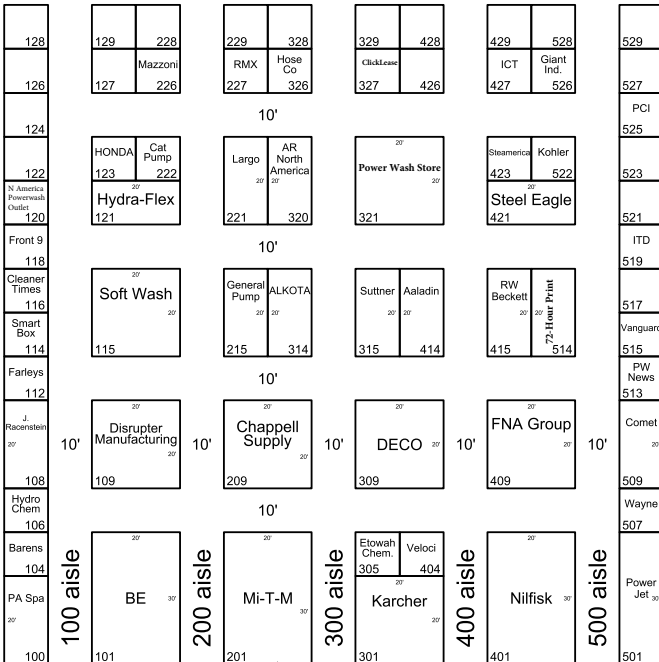 128 129 228 229 328 329 428 429 528 529
Mazzoni RMX Hose Co ClickLease ICT Giant Ind.
126 127 226 227 326 327 426 427 526 527
PCI
124 10' 525
HONDA Cat Pump Largo AR North America 20' Power Wash Store Steamerica Kohler
122 123 222 20' 20' 20' 423 522 523
N America Powerwash Outlet 20' Hydra-Flex 20' Steel Eagle
120 121 221 320 321 421 521
Front 9 10' ITD
118 519
Cleaner Times 20' Soft Wash General Pump ALKOTA Suttner Aaladin RW Beckett 72-Hour Print
116 20' 20' 20' 20' 20' 20' 20' 517
Smart Box Vanguard
114 115 215 314 315 414 415 514 515
Farleys 10' PW News
112 513
J. Racenstein 20' Disrupter Manufacturing 20' Chappell Supply 20' DECO 20' FNA Group Comet
20' 10' 20' 10' 20' 10' 20' 10' 20' 10' 20'
108 109 209 309 409 509
Hydro Chem Wayne
106 10' 507
Barens 20' 20' Etowah Chem. Veloci 20'
104 305 404
PA Spa 100 aisle BE 30' 200 aisle Mi-T-M 30' 300 aisle 20' Karcher 400 aisle Nilfisk 30' 500 aisle Power Jet 30'
20'
100 101 201 301 401 501